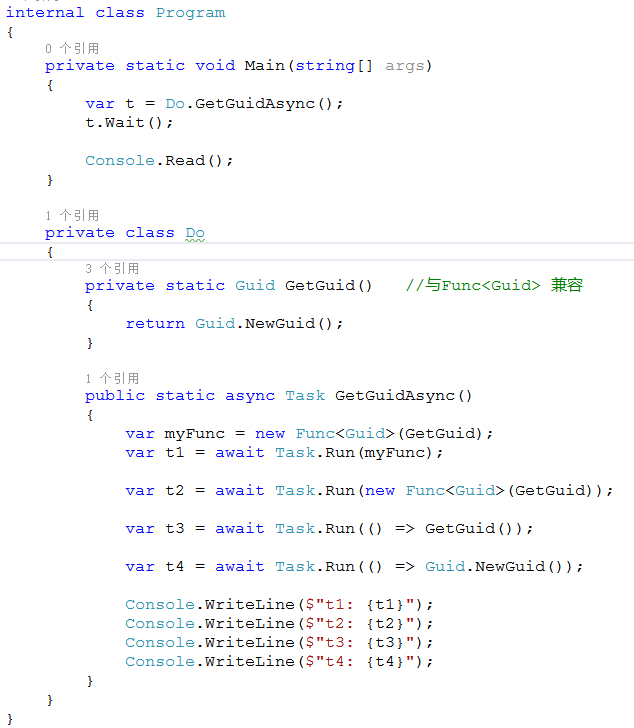 internal class Program
{
0 个引用
private static void Main(string[] args)
{
var t = Do.GetGuidAsync();
t.Wait();
Console.Read();
}
1 个引用
private class Do
{
3 个引用
private static Guid GetGuid()   //与Func<Guid> 兼容
{
return Guid.NewGuid();
}
1 个引用
public static async Task GetGuidAsync()
{
var myFunc = new Func<Guid>(GetGuid);
var t1 = await Task.Run(myFunc);
var t2 = await Task.Run(new Func<Guid>(GetGuid));
var t3 = await Task.Run(() => GetGuid());
var t4 = await Task.Run(() => Guid.NewGuid());
Console.WriteLine($"t1: {t1}");
Console.WriteLine($"t2: {t2}");
Console.WriteLine($"t3: {t3}");
Console.WriteLine($"t4: {t4}");
}
}
}